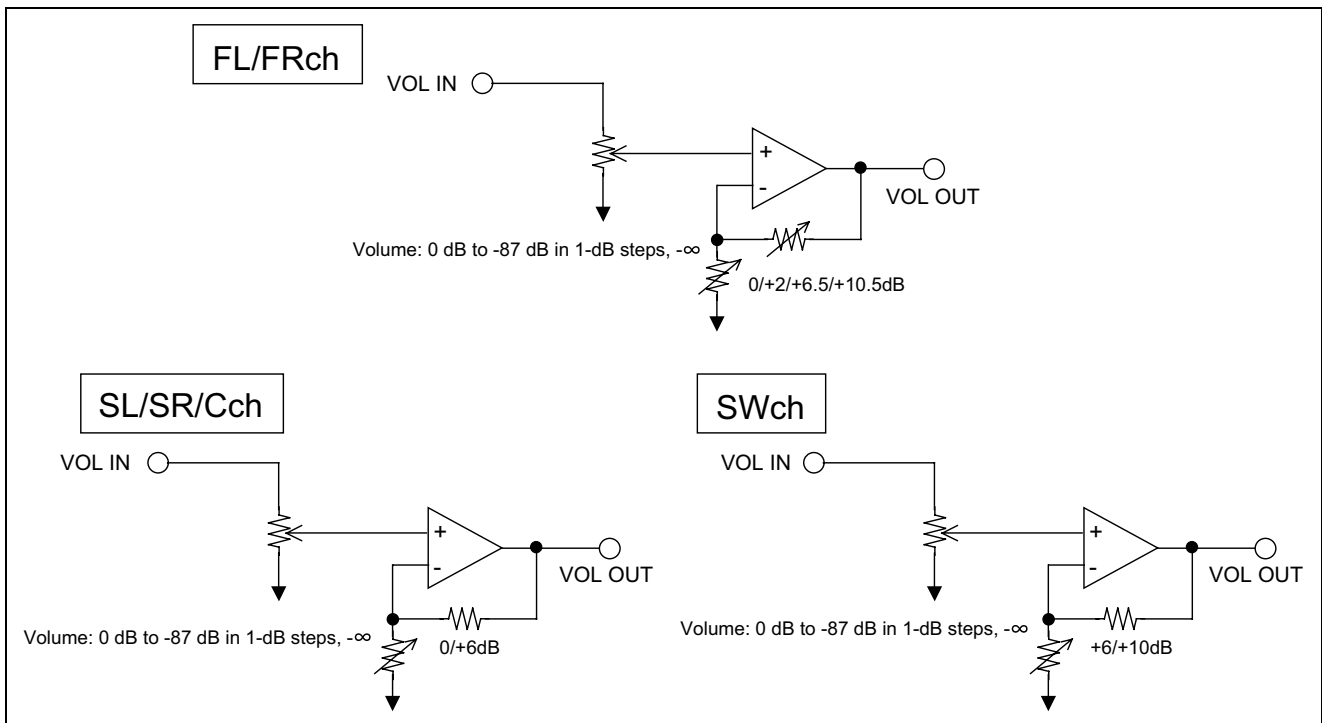 FL/FRch
VOL IN
+
-
VOL OUT
Volume: 0 dB to -87 dB in 1-dB steps, -∞
0/+2/+6.5/+10.5dB
SL/SR/Cch
VOL IN
+
-
VOL OUT
Volume: 0 dB to -87 dB in 1-dB steps, -∞
0/+6dB
SWch
VOL IN
+
-
VOL OUT
Volume: 0 dB to -87 dB in 1-dB steps, -∞
+6/+10dB